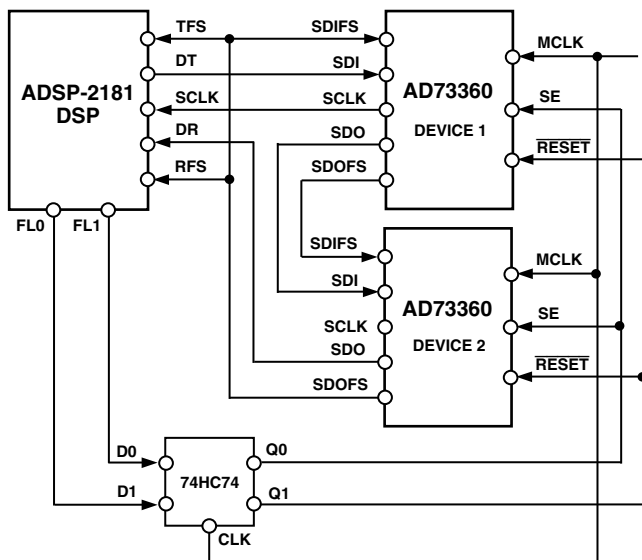 ADSP-2181
DSP
TFS
DT
SCLK
DR
RFS
FL0
FL1
SDIFS
SDI
SCLK
SDO
SDOFS
AD73360
DEVICE 1
MCLK
SE
RESET
SDIFS
SDI
SCLK
SDO
SDOFS
AD73360
DEVICE 2
MCLK
SE
RESET
D0
D1
74HC74
Q0
Q1
CLK